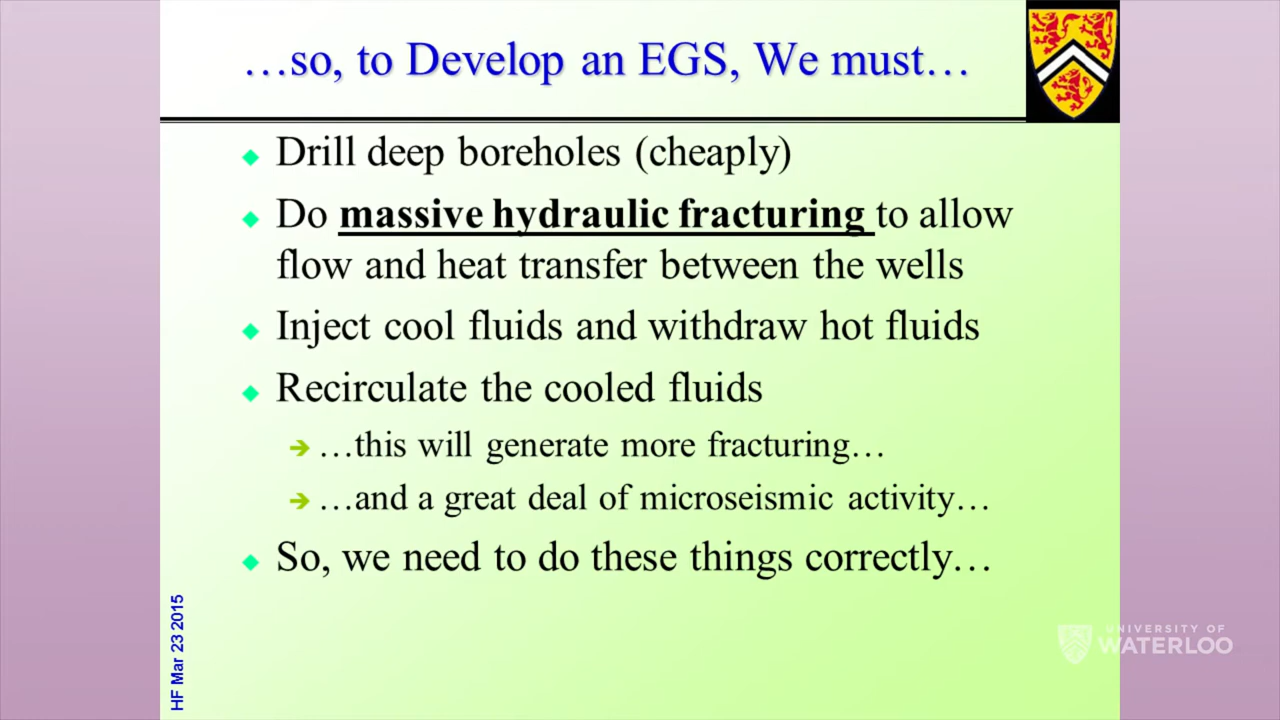 …so, to Develop an EGS, We must…
Drill deep boreholes (cheaply)
Do massive hydraulic fracturing to allow
flow and heat transfer between the wells
Inject cool fluids and withdraw hot fluids
Recirculate the cooled fluids
…this will generate more fracturing…
…and a great deal of microseismic activity…
So, we need to do these things correctly…
HF Mar 23 2015
UNIVERSITY OF
WATERLOO